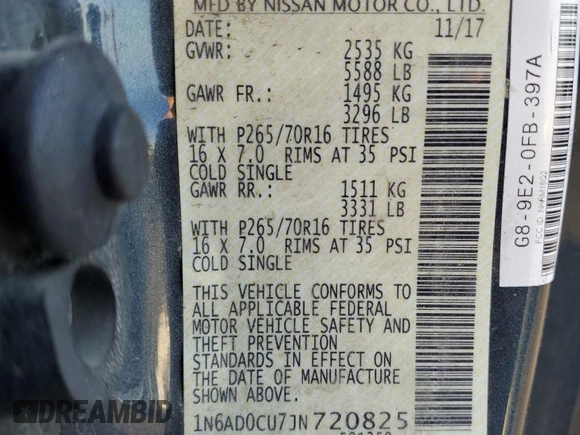 MFD BY NISSAN MOTOR CO., LTD.
DATE: 11/17
GVWR: 2535 KG
5588 LB
GAWR FR.: 1495 KG
3296 LB
WITH P265/70R16 TIRES
16 X 7.0 RIMS AT 35 PSI
COLD SINGLE
GAWR RR.: 1511 KG
3331 LB
WITH P265/70R16 TIRES
16 X 7.0 RIMS AT 35 PSI
COLD SINGLE
THIS VEHICLE CONFORMS TO
ALL APPLICABLE FEDERAL
MOTOR VEHICLE SAFETY AND
THEFT PREVENTION
STANDARDS IN EFFECT ON
THE DATE OF MANUFACTURE
SHOWN ABOVE.
1N6AD0CU7JN720825
G8-9E2-0FB-397A
FCC ID: NHRM18Q2
REVEAL